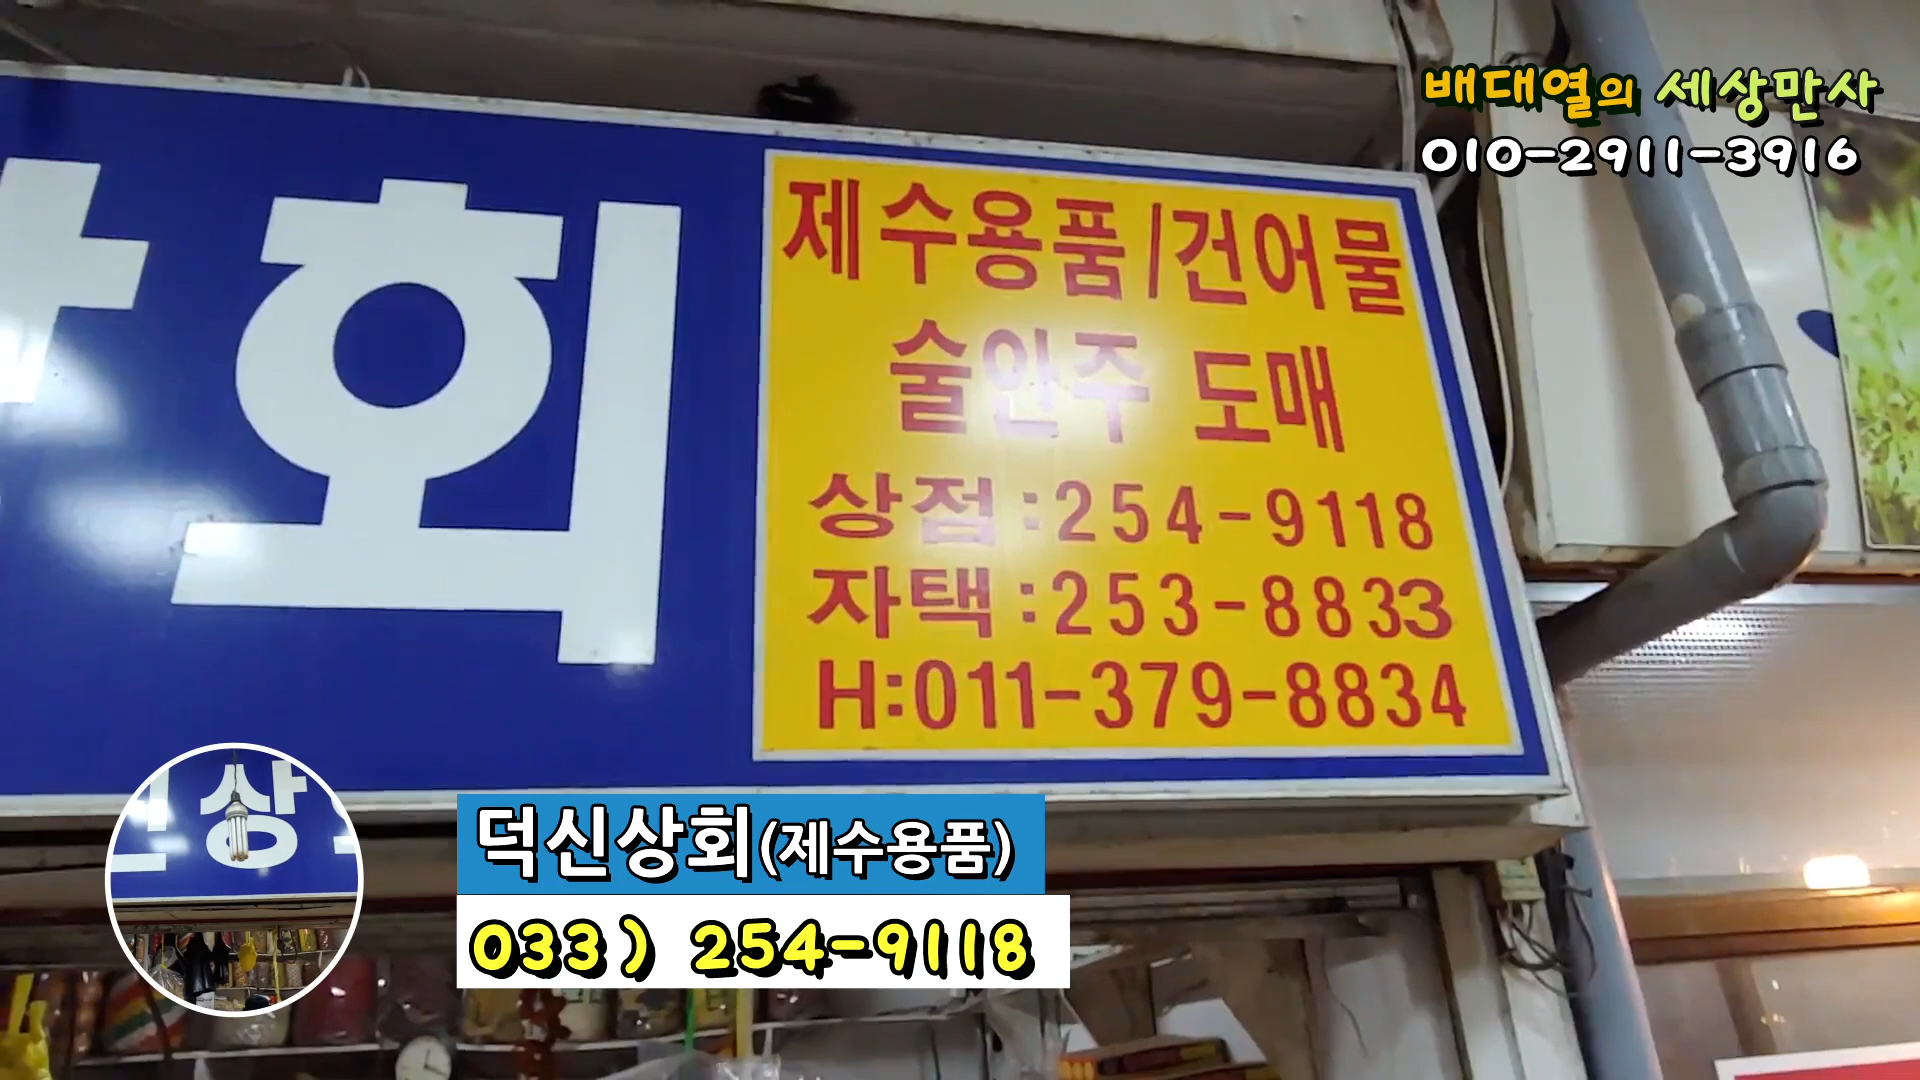 배대열의 세상만사
010-2911-3916
회
제수용품/건어물
술안주 도매
상점:254-9118
자택:253-8833
H:011-379-8834
상
덕신상회(제수용품)
033) 254-9118